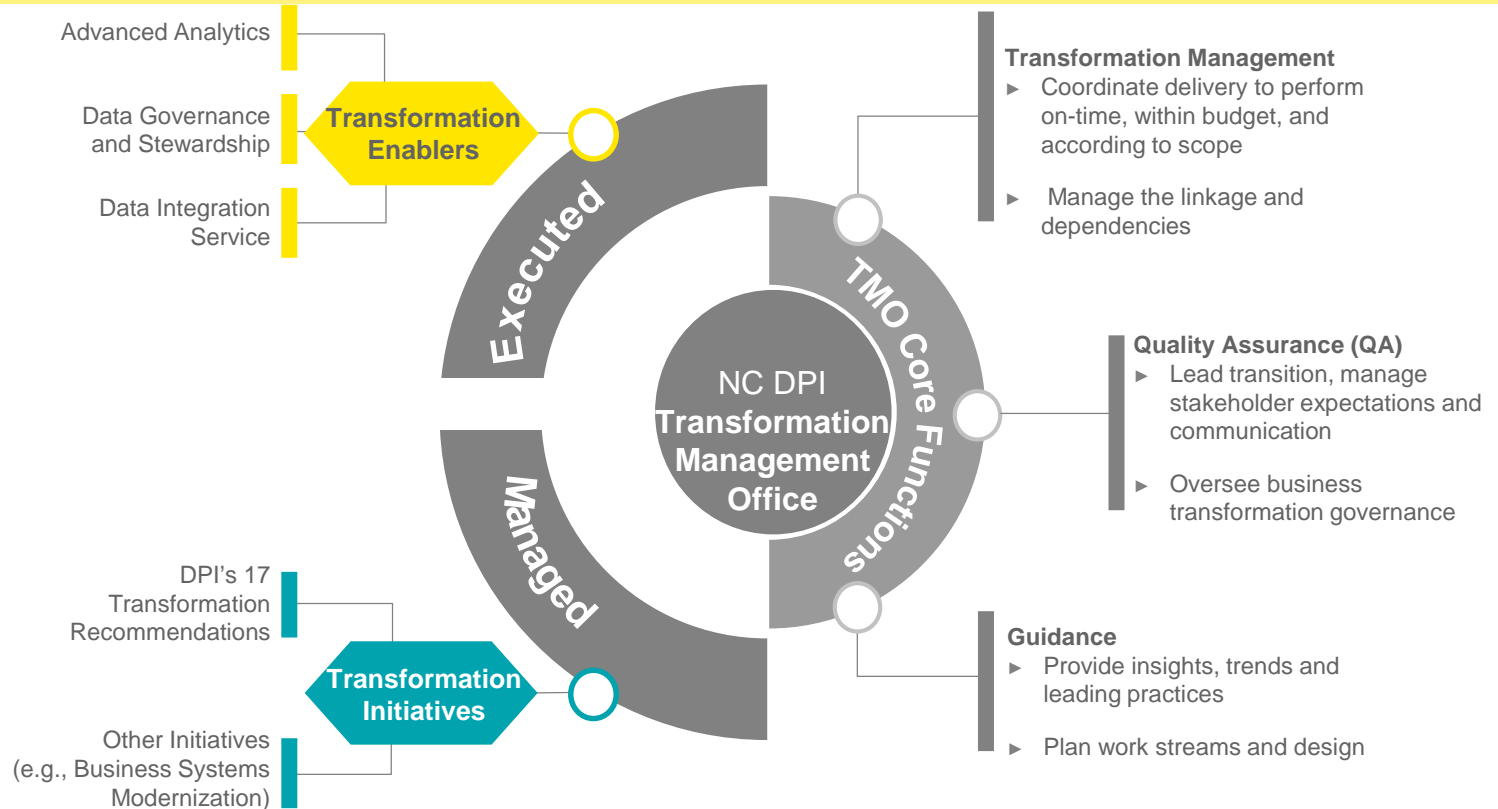 Advanced Analytics
Data Governance
and Stewardship
Data Integration
Service
Transformation
Enablers
Executed
Managed
DPI’s 17
Transformation
Recommendations
Transformation
Initiatives
Other Initiatives
(e.g., Business Systems
Modernization)
NC DPI
Transformation
Management
Office
TMO Core Functions
Transformation Management
► Coordinate delivery to perform
on-time, within budget, and
according to scope
► Manage the linkage and
dependencies
Quality Assurance (QA)
► Lead transition, manage
stakeholder expectations and
communication
► Oversee business
transformation governance
Guidance
► Provide insights, trends and
leading practices
► Plan work streams and design